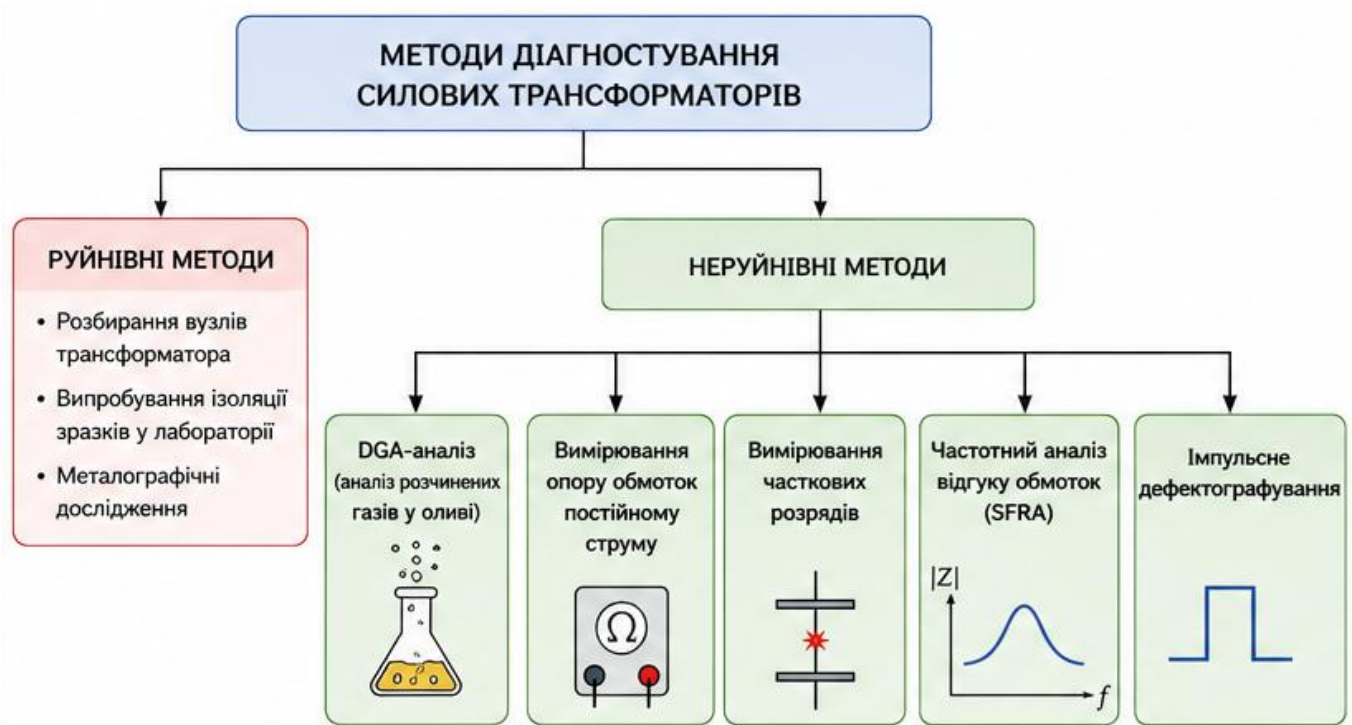 МЕТОДИ ДІАГНОСТУВАННЯ
СИЛОВИХ ТРАНСФОРМАТОРІВ
РУЙНІВНІ МЕТОДИ
• Розбирання вузлів
трансформатора
• Випробування ізоляції
зразків у лабораторії
• Металографічні
дослідження
НЕРУЙНІВНІ МЕТОДИ
DGA-аналіз
(аналіз розчинених
газів у оливі)
Вимірювання
опору обмоток
постійному
струму
Ω
Вимірювання
часткових
розрядів
Частотний аналіз
відгуку обмоток
(SFRA)
|Z|
f
Імпульсне
дефектографування